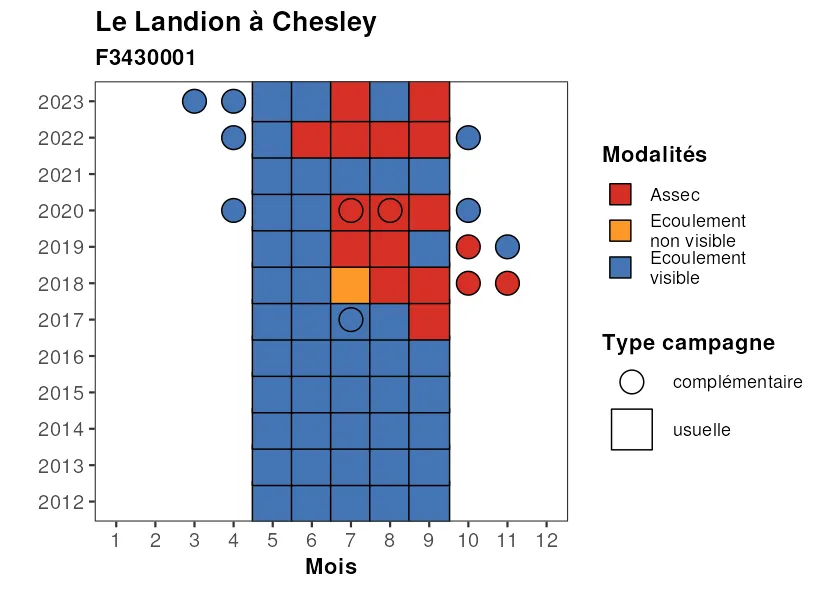 Le Landion à Chesley
F3430001
2023
2022
2021
2020
2019
2018
2017
2016
2015
2014
2013
2012
1 2 3 4 5 6 7 8 9 10 11 12
Mois
Modalités
Assec
Ecoulement
non visible
Ecoulement
visible
Type campagne
complémentaire
usuelle